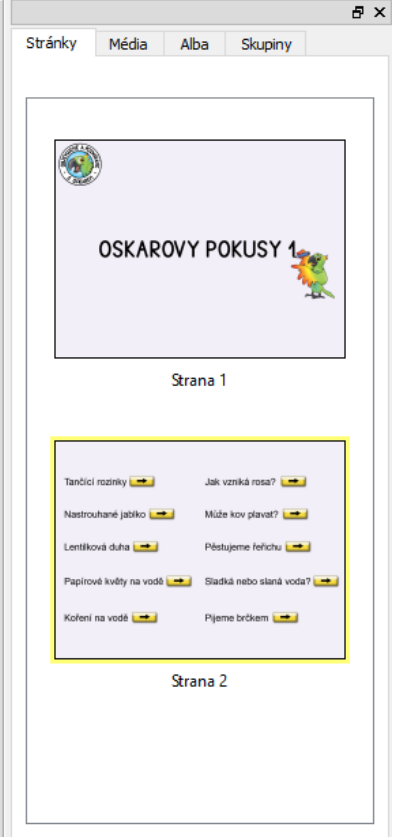 Stránky Média Alba Skupiny
OSKAROVY POKUSY 1
Strana 1
Tančící rozinky
Jak vzniká rosa?
Nastrouhané jablko
Může kov plavat?
Lentilková duha
Pěstujeme řeřichu
Papírové květy na vodě
Sladká nebo slaná voda?
Koření na vodě
Pijeme brčkem
Strana 2